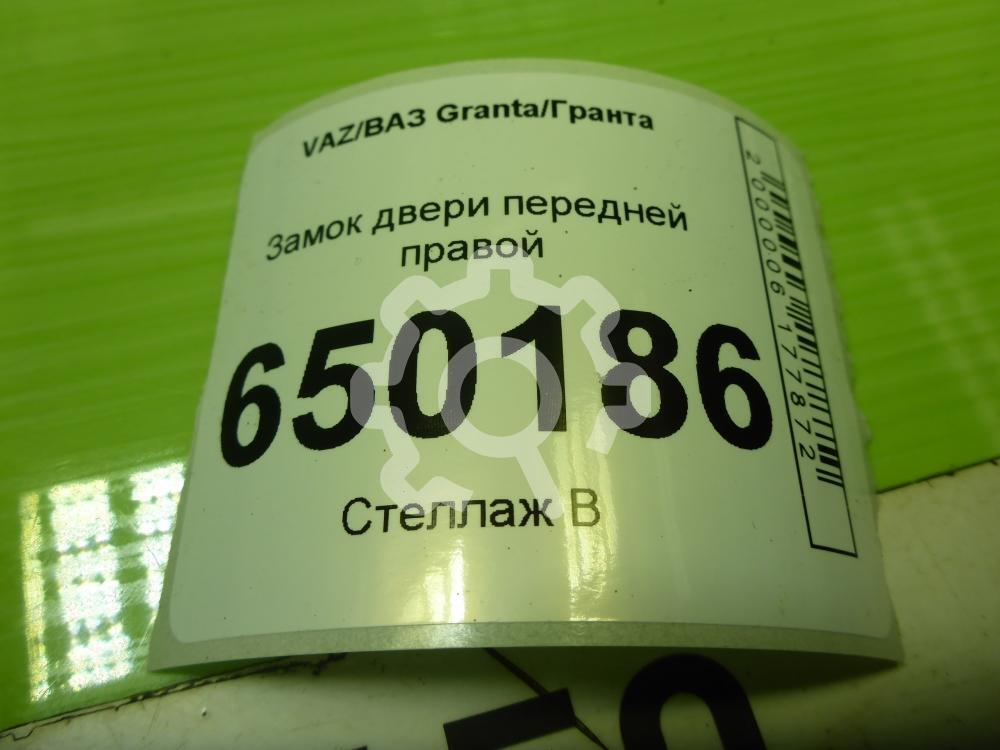 VAZ/ВАЗ Granta/Гранта
Замок двери передней
правой
650186
Стеллаж В
2000006177872